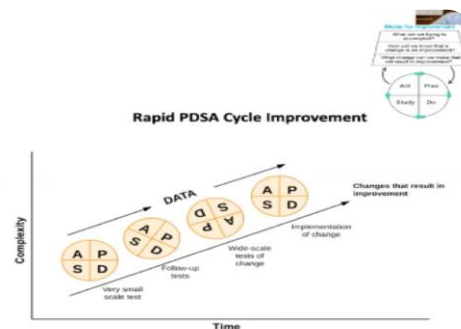 Model for Improvement
What are we trying to
accomplish?
How will we know that a
change is an improvement?
What change can we make that
will result in improvement?
Act Plan
Study Do
Rapid PDSA Cycle Improvement
Complexity
DATA
A P
S D
A P
S D
A P
S D
A P
S D
Changes that result in
improvement
Very small
scale test
Follow-up
tests
Wide-scale
tests of
change
Implementation
of change
Time